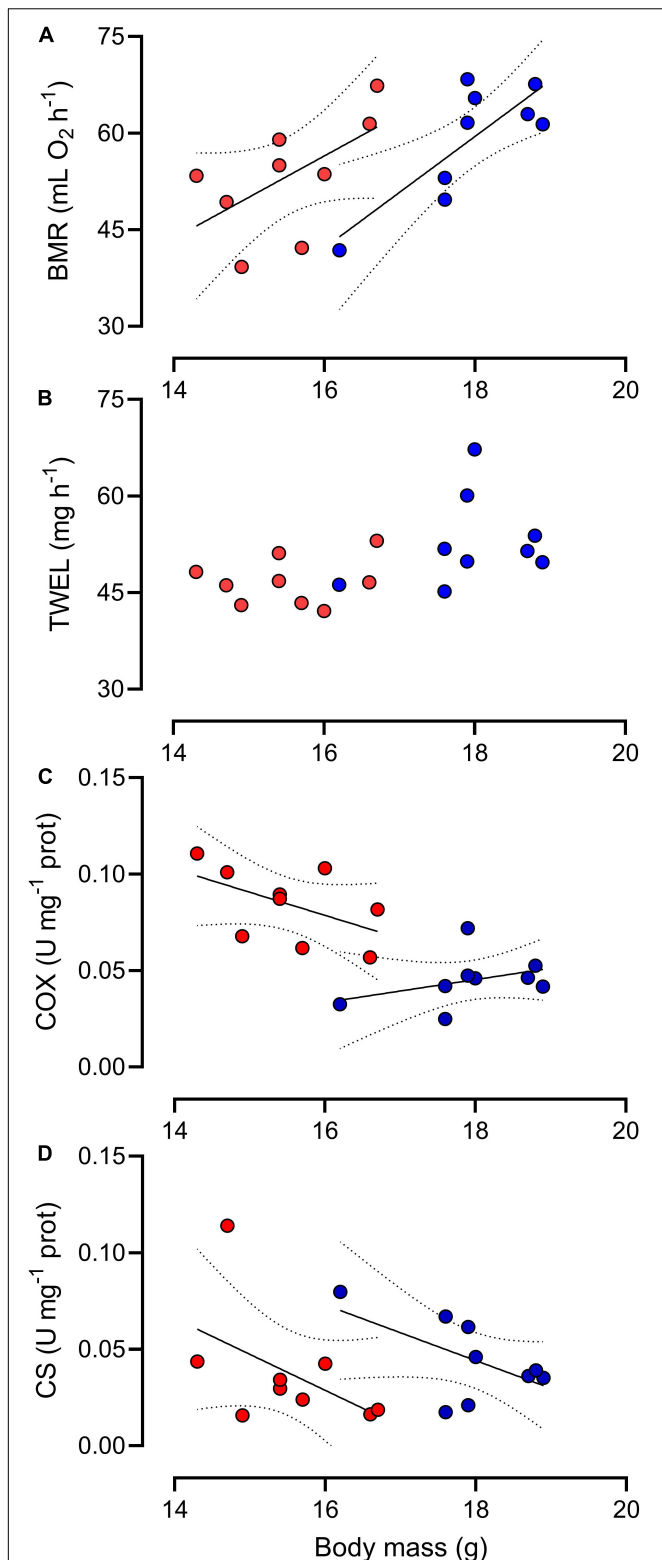 A
75
60
45
30
BMR (mL O₂ h⁻¹)
14 16 18 20
B
75
60
45
30
TWEL (mg h⁻¹)
14 16 18 20
C
0.15
0.10
0.05
0.00
COX (U mg⁻¹ prot)
14 16 18 20
D
0.15
0.10
0.05
0.00
CS (U mg⁻¹ prot)
14 16 18 20
Body mass (g)